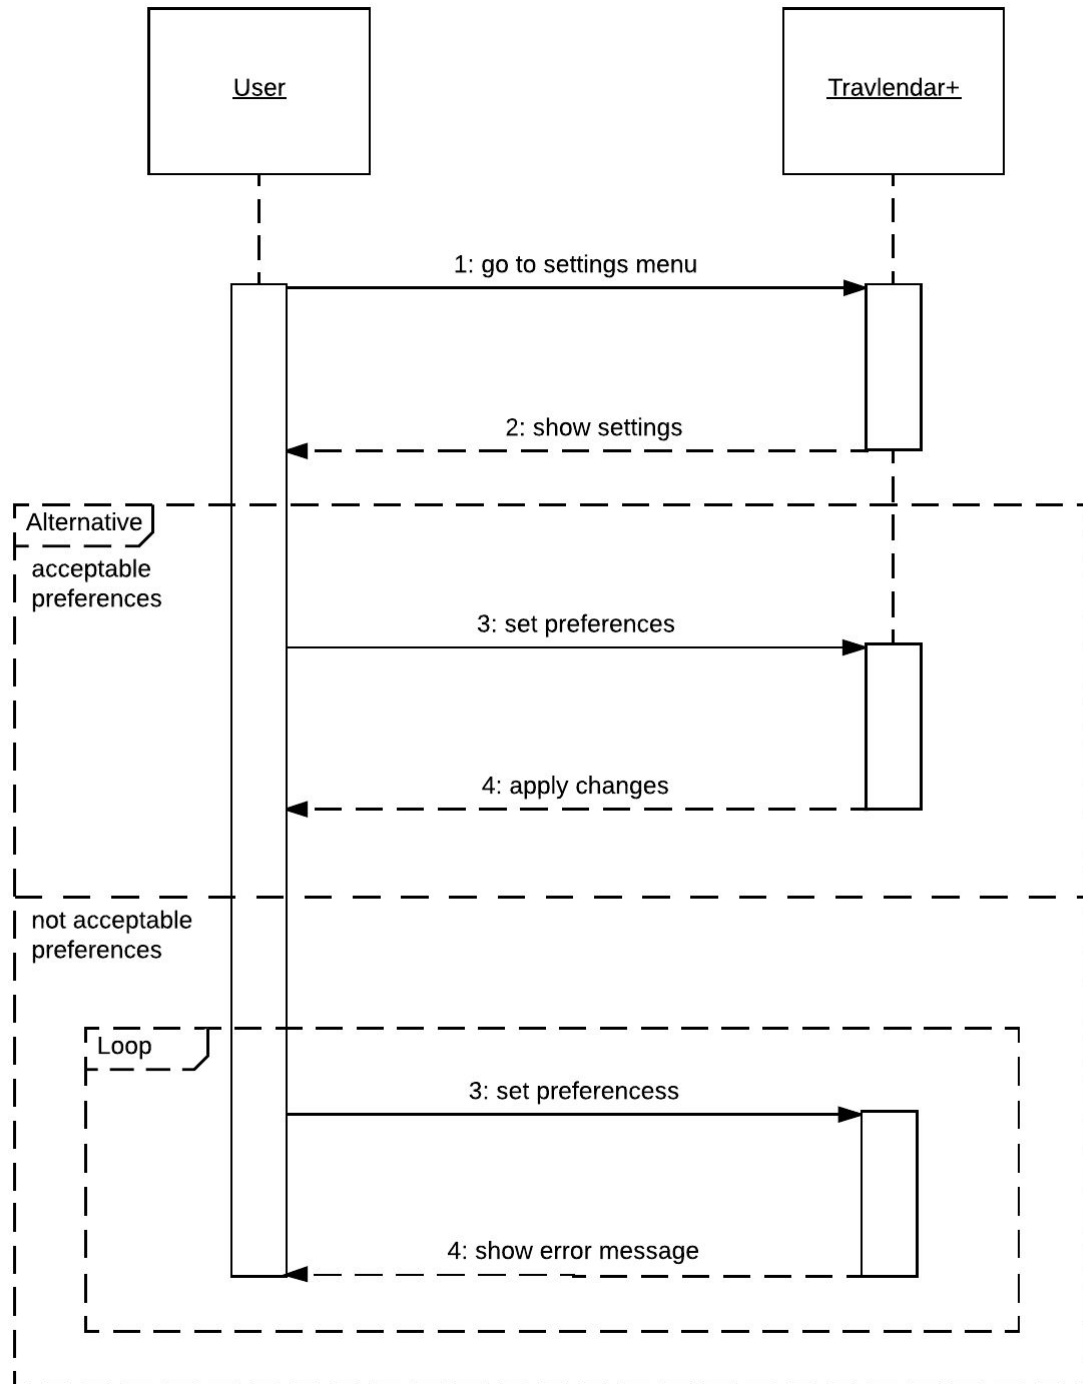 User
Travlendar+
1: go to settings menu
2: show settings
Alternative
acceptable
preferences
3: set preferences
4: apply changes
not acceptable
preferences
Loop
3: set preferencess
4: show error message